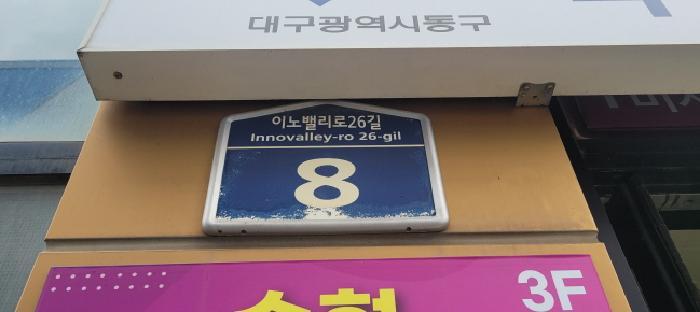 대구광역시동구
이노밸리로26길
Innovalley-ro 26-gil
8
3F